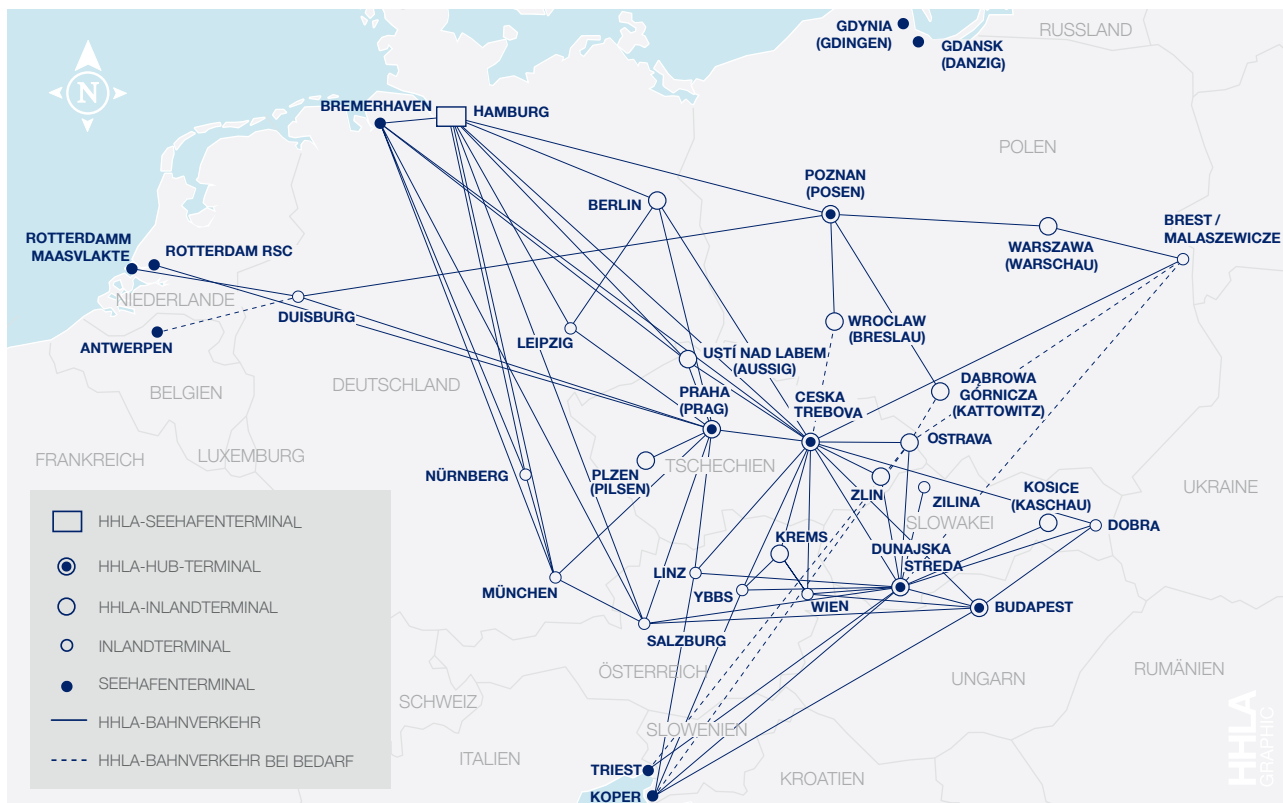 GDYNIA
(GDINGEN)
RUSSLAND
GDANSK
(DANZIG)
N
BREMERHAVEN
HAMBURG
POLEN
POZNAN
(POSEN)
BERLIN
BREST /
MALASZEWICZE
ROTTERDAMM
MAASVLAKTE
ROTTERDAM RSC
WARSZAWA
(WARSCHAU)
NIEDERLANDE
DUISBURG
WROCLAW
(BRESLAU)
ANTWERPEN
LEIPZIG
USTÍ NAD LABEM
(AUSSIG)
BELGIEN
DEUTSCHLAND
PRAHA
(PRAG)
CESKA
TREBOVA
DĄBROWA
GÓRNICZA
(KATTOWITZ)
OSTRAVA
FRANKREICH
LUXEMBURG
NÜRNBERG
PLZEN
(PILSEN)
TSCHECHIEN
ZLIN
ZILINA
KOSICE
(KASCHAU)
UKRAINE
SLOWAKEI
DOBRA
KREMS
DUNAJSKA
STREDA
MÜNCHEN
LINZ
YBBS
WIEN
BUDAPEST
SALZBURG
ÖSTERREICH
UNGARN
RUMÄNIEN
SCHWEIZ
SLOWENIEN
ITALIEN
TRIEST
KROATIEN
KOPER
HHLA-SEEHAFENTERMINAL
HHLA-HUB-TERMINAL
HHLA-INLANDTERMINAL
INLANDTERMINAL
SEEHAFENTERMINAL
HHLA-BAHNVERKEHR
HHLA-BAHNVERKEHR BEI BEDARF
HHLA
GRAPHIC